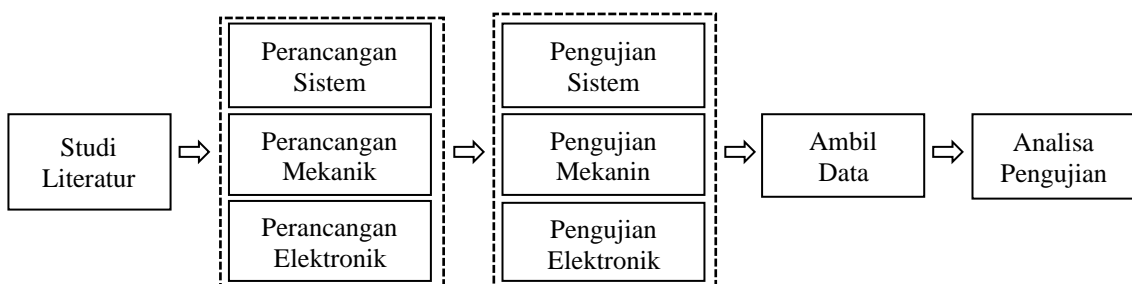 Studi
Literatur
Perancangan
Sistem
Perancangan
Mekanik
Perancangan
Elektronik
Pengujian
Sistem
Pengujian
Mekanin
Pengujian
Elektronik
Ambil
Data
Analisa
Pengujian